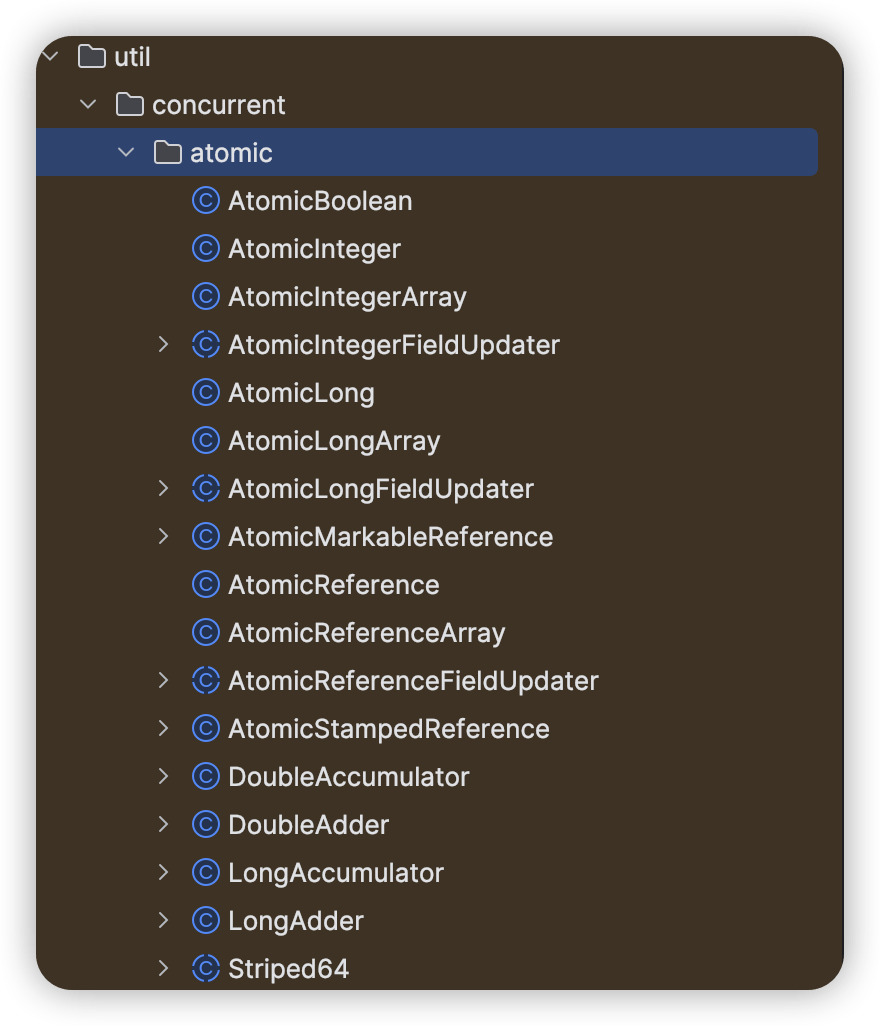 util
concurrent
atomic
AtomicBoolean
AtomicInteger
AtomicIntegerArray
AtomicIntegerFieldUpdater
AtomicLong
AtomicLongArray
AtomicLongFieldUpdater
AtomicMarkableReference
AtomicReference
AtomicReferenceArray
AtomicReferenceFieldUpdater
AtomicStampedReference
DoubleAccumulator
DoubleAdder
LongAccumulator
LongAdder
Striped64